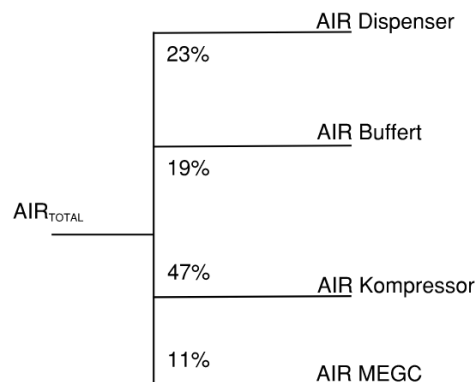 AIR Dispenser
23%
AIR Buffert
19%
AIR_TOTAL
47%
AIR Kompressor
11%
AIR MEGC